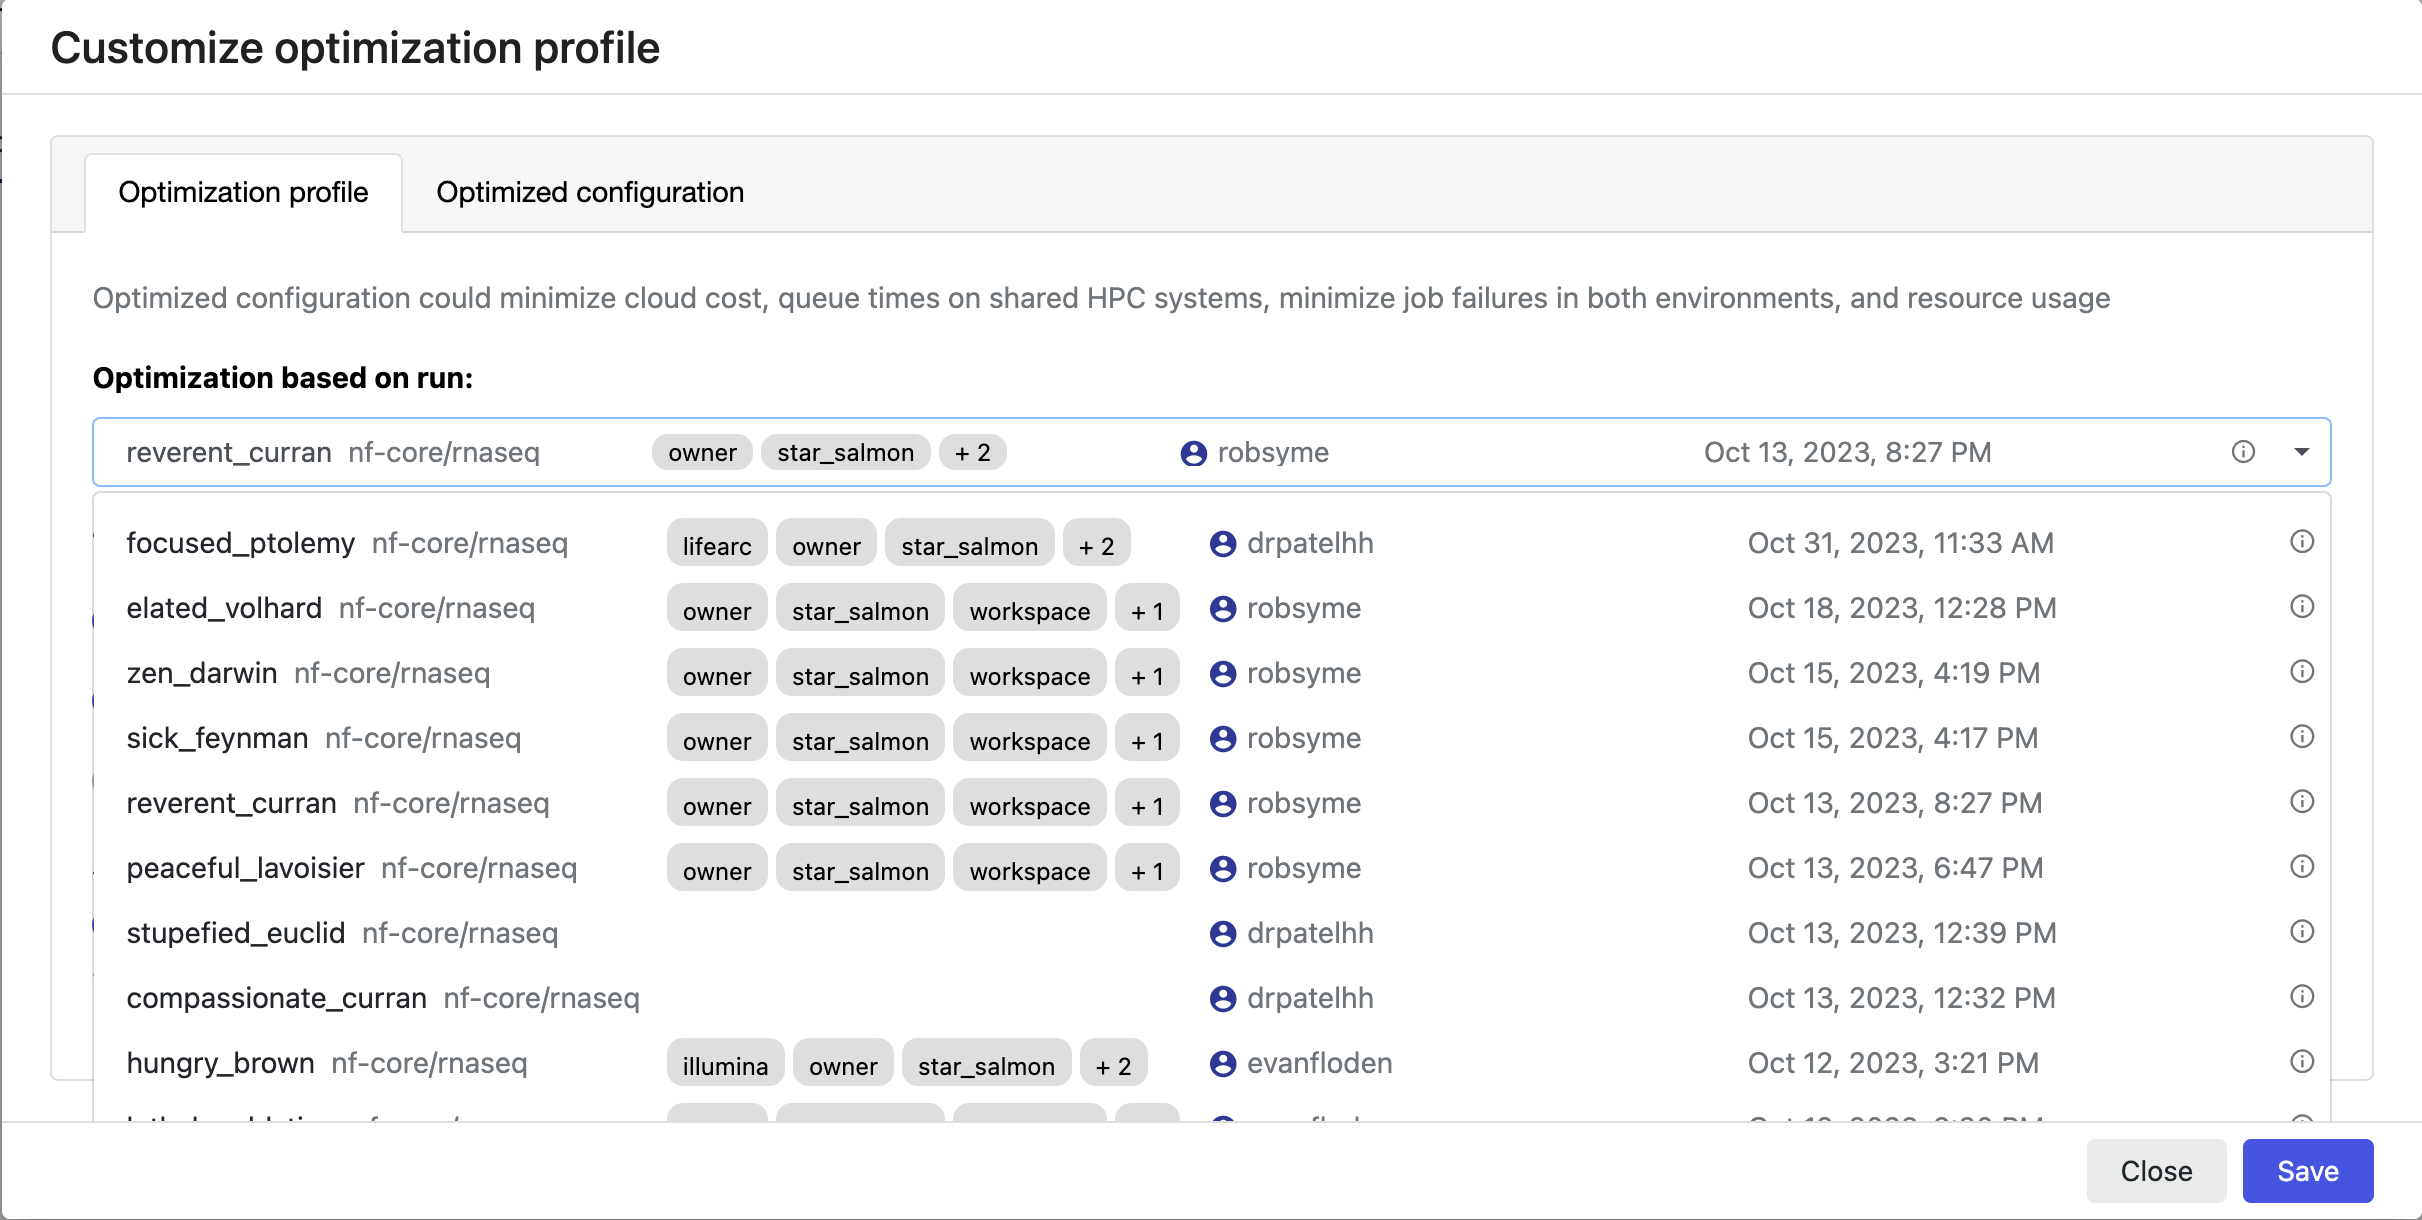 Customize optimization profile
Optimization profile Optimized configuration
Optimized configuration could minimize cloud cost, queue times on shared HPC systems, minimize job failures in both environments, and resource usage
Optimization based on run:
reverent_curran nf-core/rnaseq owner star_salmon + 2 robsyme Oct 13, 2023, 8:27 PM
focused_ptolemy nf-core/rnaseq lifearc owner star_salmon + 2 drpatelhh Oct 31, 2023, 11:33 AM
elated_volhard nf-core/rnaseq owner star_salmon workspace + 1 robsyme Oct 18, 2023, 12:28 PM
zen_darwin nf-core/rnaseq owner star_salmon workspace + 1 robsyme Oct 15, 2023, 4:19 PM
sick_feynman nf-core/rnaseq owner star_salmon workspace + 1 robsyme Oct 15, 2023, 4:17 PM
reverent_curran nf-core/rnaseq owner star_salmon workspace + 1 robsyme Oct 13, 2023, 8:27 PM
peaceful_lavoisier nf-core/rnaseq owner star_salmon workspace + 1 robsyme Oct 13, 2023, 6:47 PM
stupefied_euclid nf-core/rnaseq drpatelhh Oct 13, 2023, 12:39 PM
compassionate_curran nf-core/rnaseq drpatelhh Oct 13, 2023, 12:32 PM
hungry_brown nf-core/rnaseq illumina owner star_salmon + 2 evanfloden Oct 12, 2023, 3:21 PM
Close Save